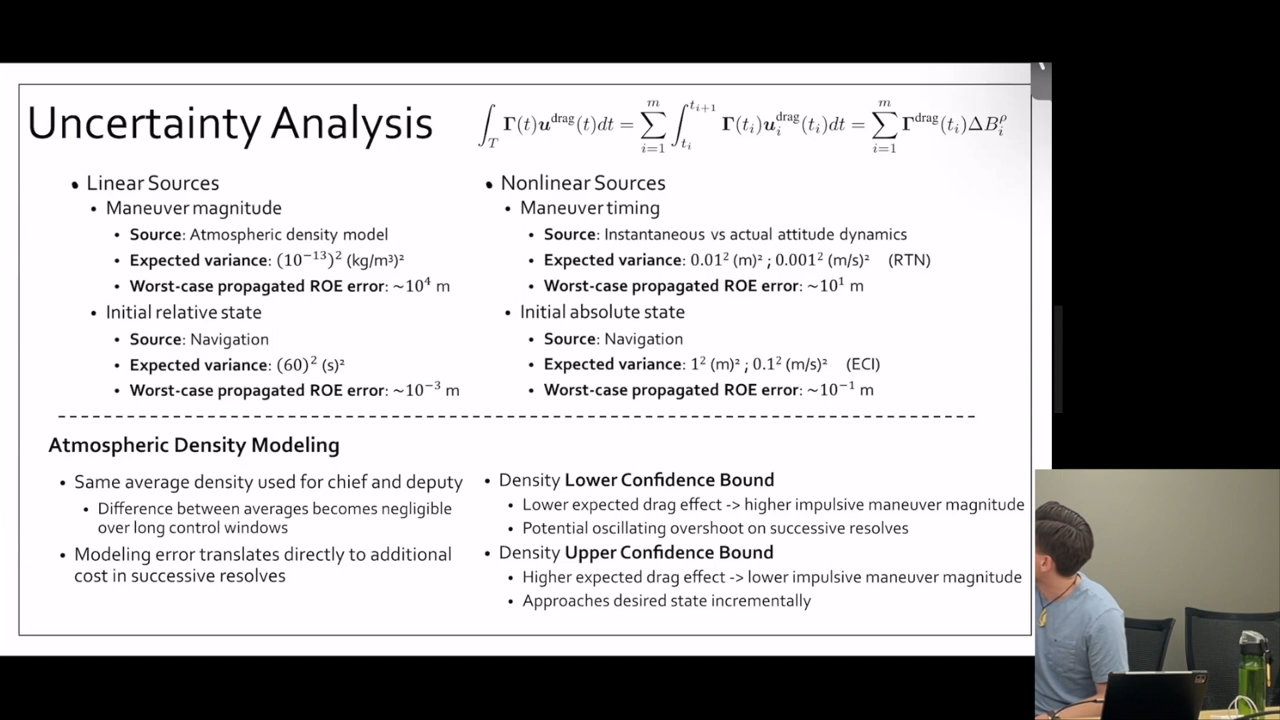 Uncertainty Analysis
∫_T Γ(t)u^drag(t)dt = ∑_{i=1}^{m} ∫_{t_i}^{t_{i+1}} Γ(t_i)u_i^drag(t_i)dt = ∑_{i=1}^{m} Γ^drag(t_i)ΔB_i^ρ
• Linear Sources
• Maneuver magnitude
• Source: Atmospheric density model
• Expected variance: (10⁻¹³)² (kg/m³)²
• Worst-case propagated ROE error: ~10⁴ m
• Initial relative state
• Source: Navigation
• Expected variance: (60)² (s)²
• Worst-case propagated ROE error: ~10⁻³ m
• Nonlinear Sources
• Maneuver timing
• Source: Instantaneous vs actual attitude dynamics
• Expected variance: 0.01² (m)² ; 0.001² (m/s)² (RTN)
• Worst-case propagated ROE error: ~10¹ m
• Initial absolute state
• Source: Navigation
• Expected variance: 1² (m)² ; 0.1² (m/s)² (ECI)
• Worst-case propagated ROE error: ~10⁻¹ m
Atmospheric Density Modeling
• Same average density used for chief and deputy
• Difference between averages becomes negligible
over long control windows
• Modeling error translates directly to additional
cost in successive resolves
• Density Lower Confidence Bound
• Lower expected drag effect -> higher impulsive maneuver magnitude
• Potential oscillating overshoot on successive resolves
• Density Upper Confidence Bound
• Higher expected drag effect -> lower impulsive maneuver magnitude
• Approaches desired state incrementally